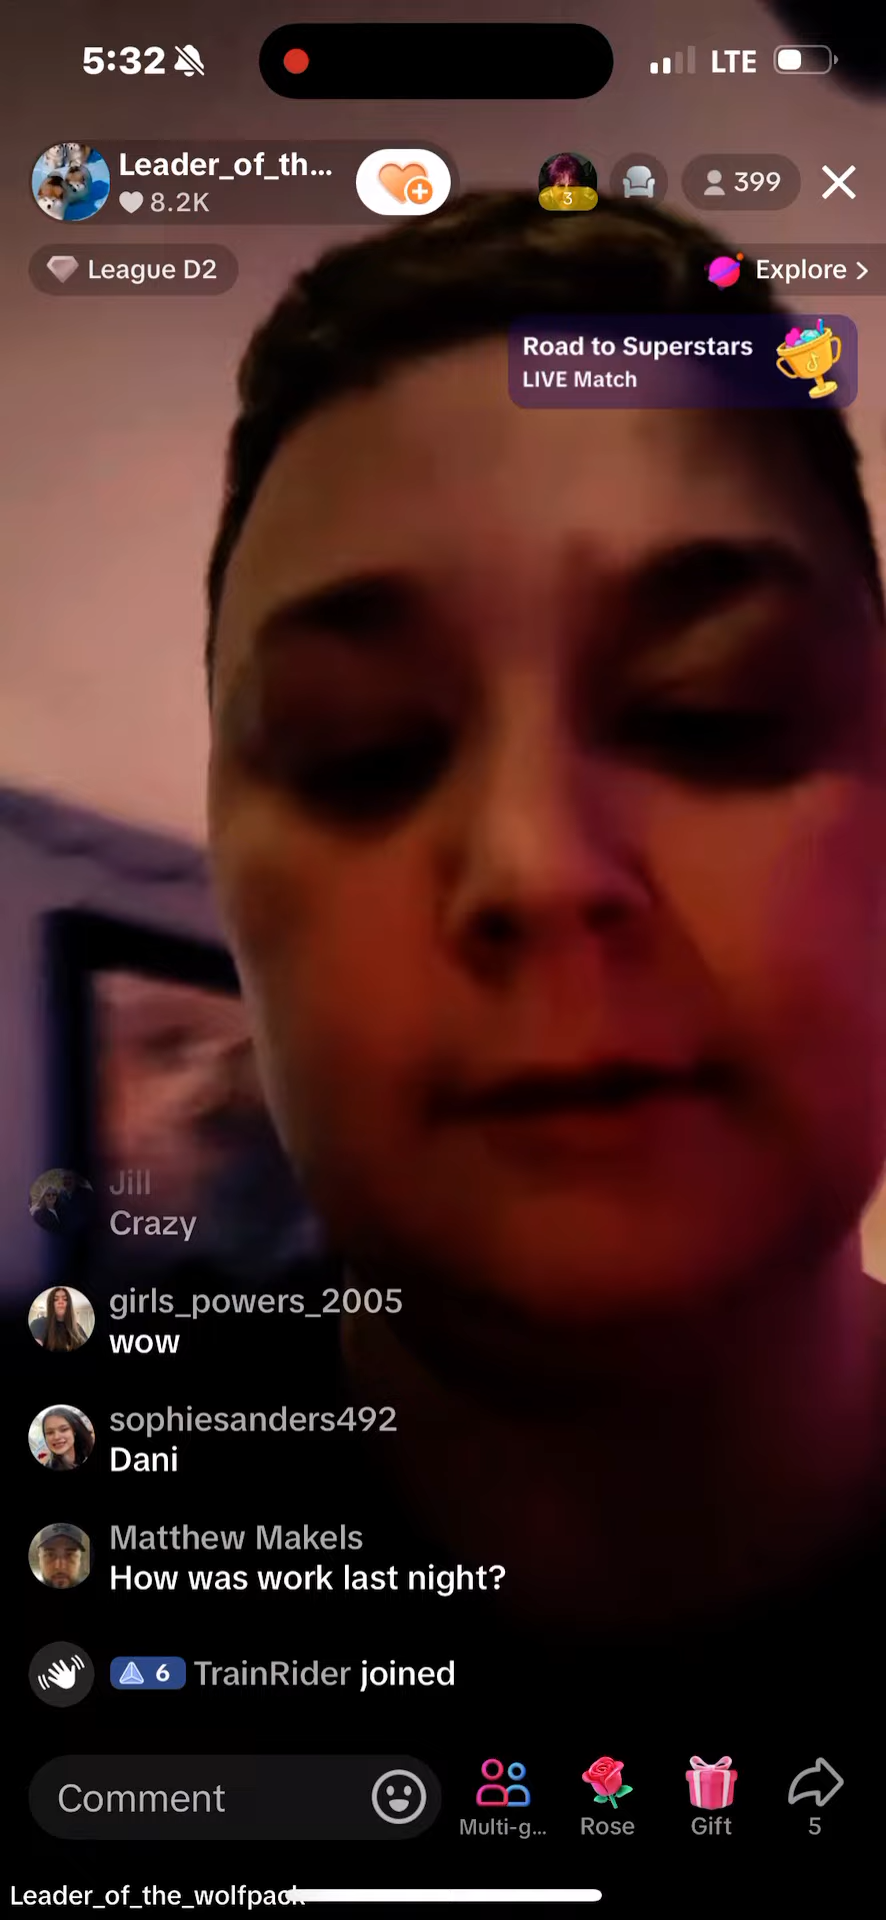 5:32
LTE
Leader_of_th...
8.2K
3
399
League D2
Explore >
Road to Superstars
LIVE Match
Jill
Crazy
girls_powers_2005
wow
sophiesanders492
Dani
Matthew Makels
How was work last night?
6 TrainRider joined
Comment
Multi-g...
Rose
Gift
5
Leader_of_the_wolfpack